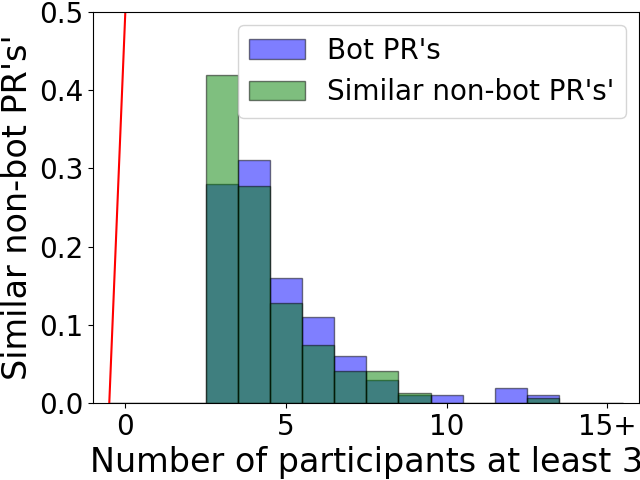 Similar non-bot PR's'
0.5
0.4
0.3
0.2
0.1
0.0
Bot PR's
Similar non-bot PR's'
0
5
10
15+
Number of participants at least 3